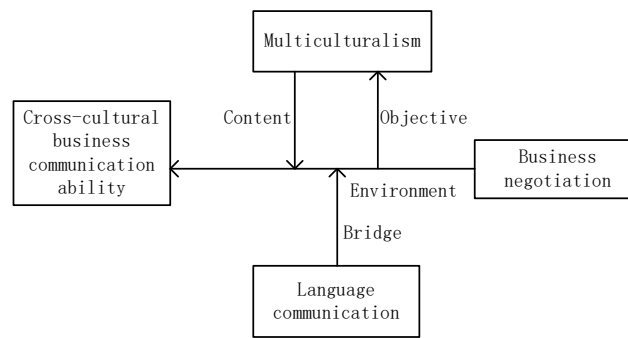 Multiculturalism
Content
Objective
Cross-cultural
business
communication
ability
Business
negotiation
Environment
Bridge
Language
communication